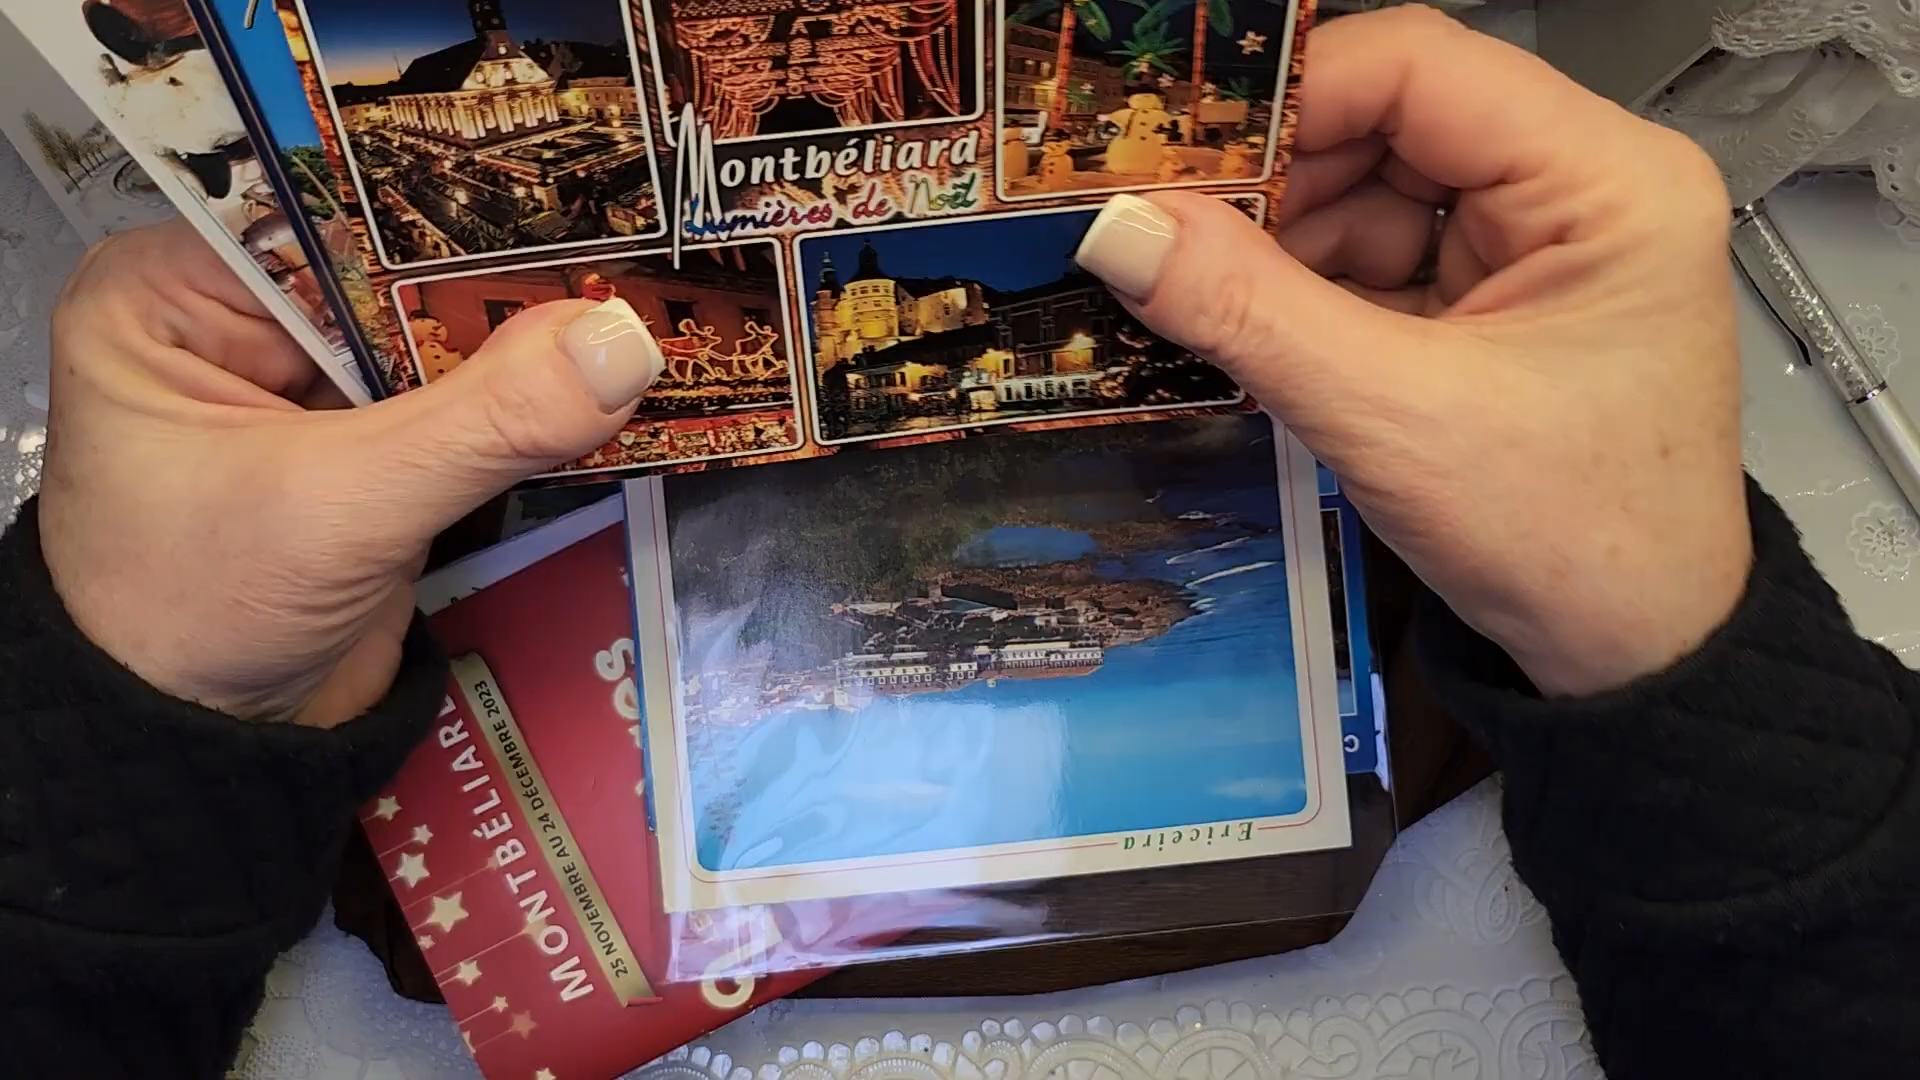 Montbéliard
Lumières de Noël
MONTBÉLIARD
25 NOVEMBRE AU 24 DÉCEMBRE 2023
Ericeira